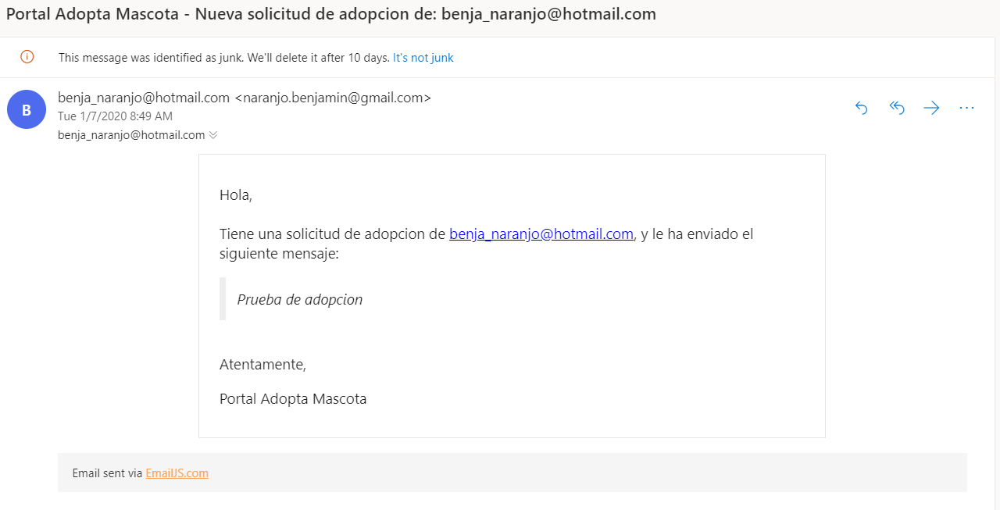 Portal Adopta Mascota - Nueva solicitud de adopcion de: benja_naranjo@hotmail.com
This message was identified as junk. We'll delete it after 10 days. It's not junk
B
benja_naranjo@hotmail.com <naranjo.benjamin@gmail.com>
Tue 1/7/2020 8:49 AM
benja_naranjo@hotmail.com
Hola,
Tiene una solicitud de adopcion de benja_naranjo@hotmail.com, y le ha enviado el
siguiente mensaje:
Prueba de adopcion
Atentamente,
Portal Adopta Mascota
Email sent via EmailJS.com